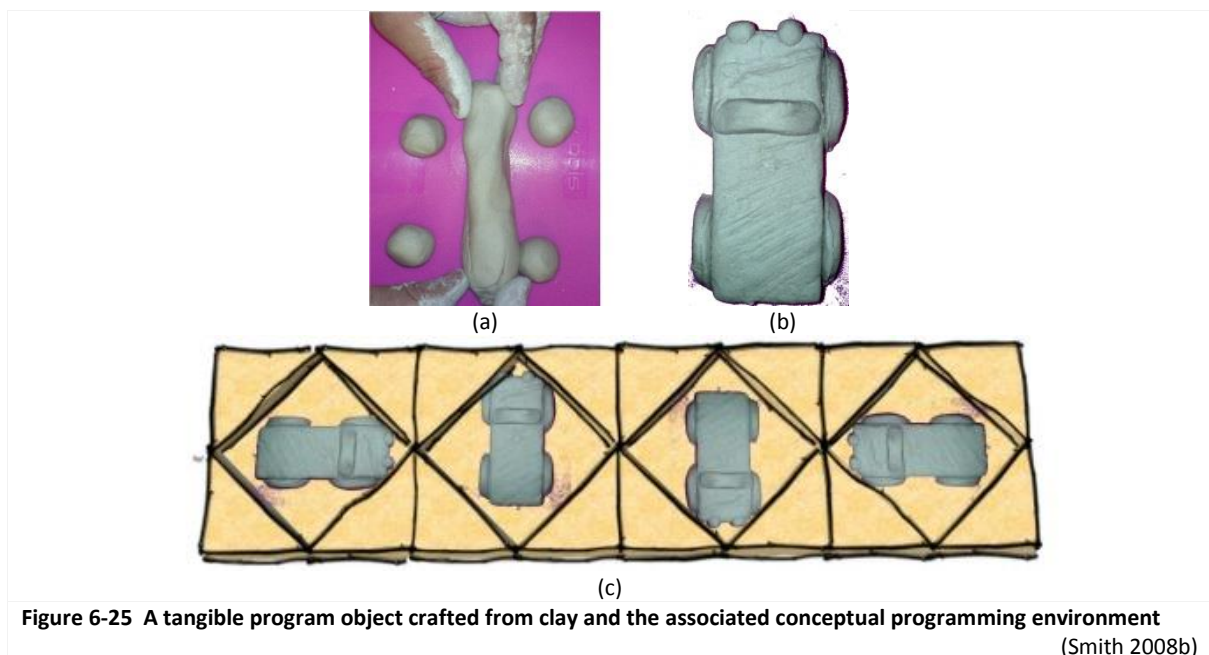 (a)
(b)
(c)
Figure 6-25 A tangible program object crafted from clay and the associated conceptual programming environment
(Smith 2008b)